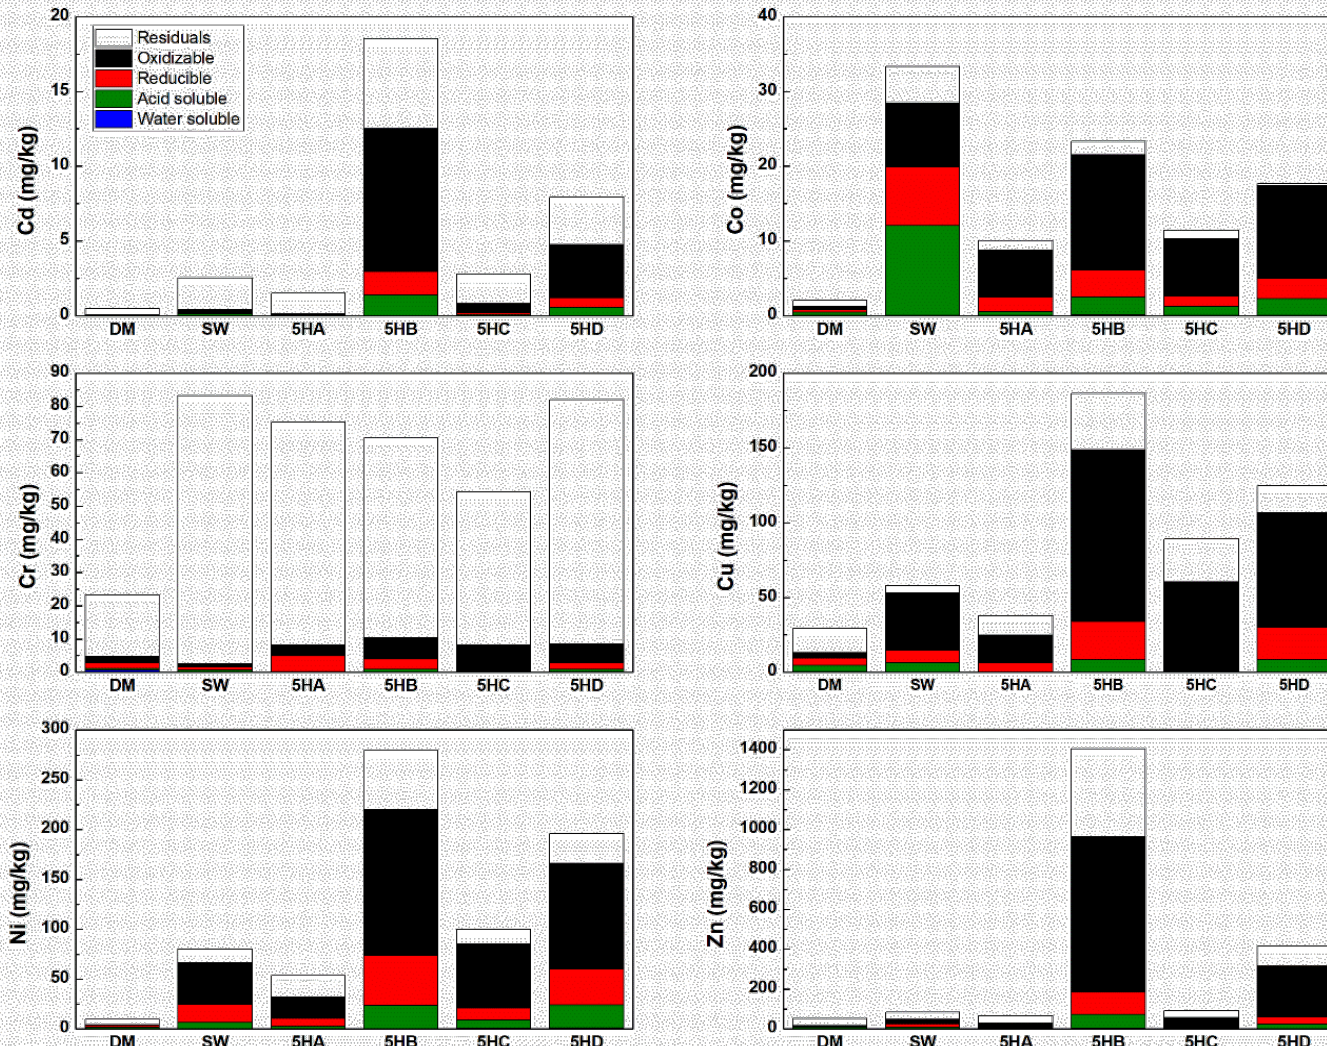 20
15
10
5
0
Cd (mg/kg)
Residuals
Oxidizable
Reducible
Acid soluble
Water soluble
DM SW 5HA 5HB 5HC 5HD
40
30
20
10
0
Co (mg/kg)
DM SW 5HA 5HB 5HC 5HD
90
80
70
60
50
40
30
20
10
0
Cr (mg/kg)
DM SW 5HA 5HB 5HC 5HD
200
150
100
50
0
Cu (mg/kg)
DM SW 5HA 5HB 5HC 5HD
300
250
200
150
100
50
0
Ni (mg/kg)
DM SW 5HA 5HB 5HC 5HD
1400
1200
1000
800
600
400
200
0
Zn (mg/kg)
DM SW 5HA 5HB 5HC 5HD